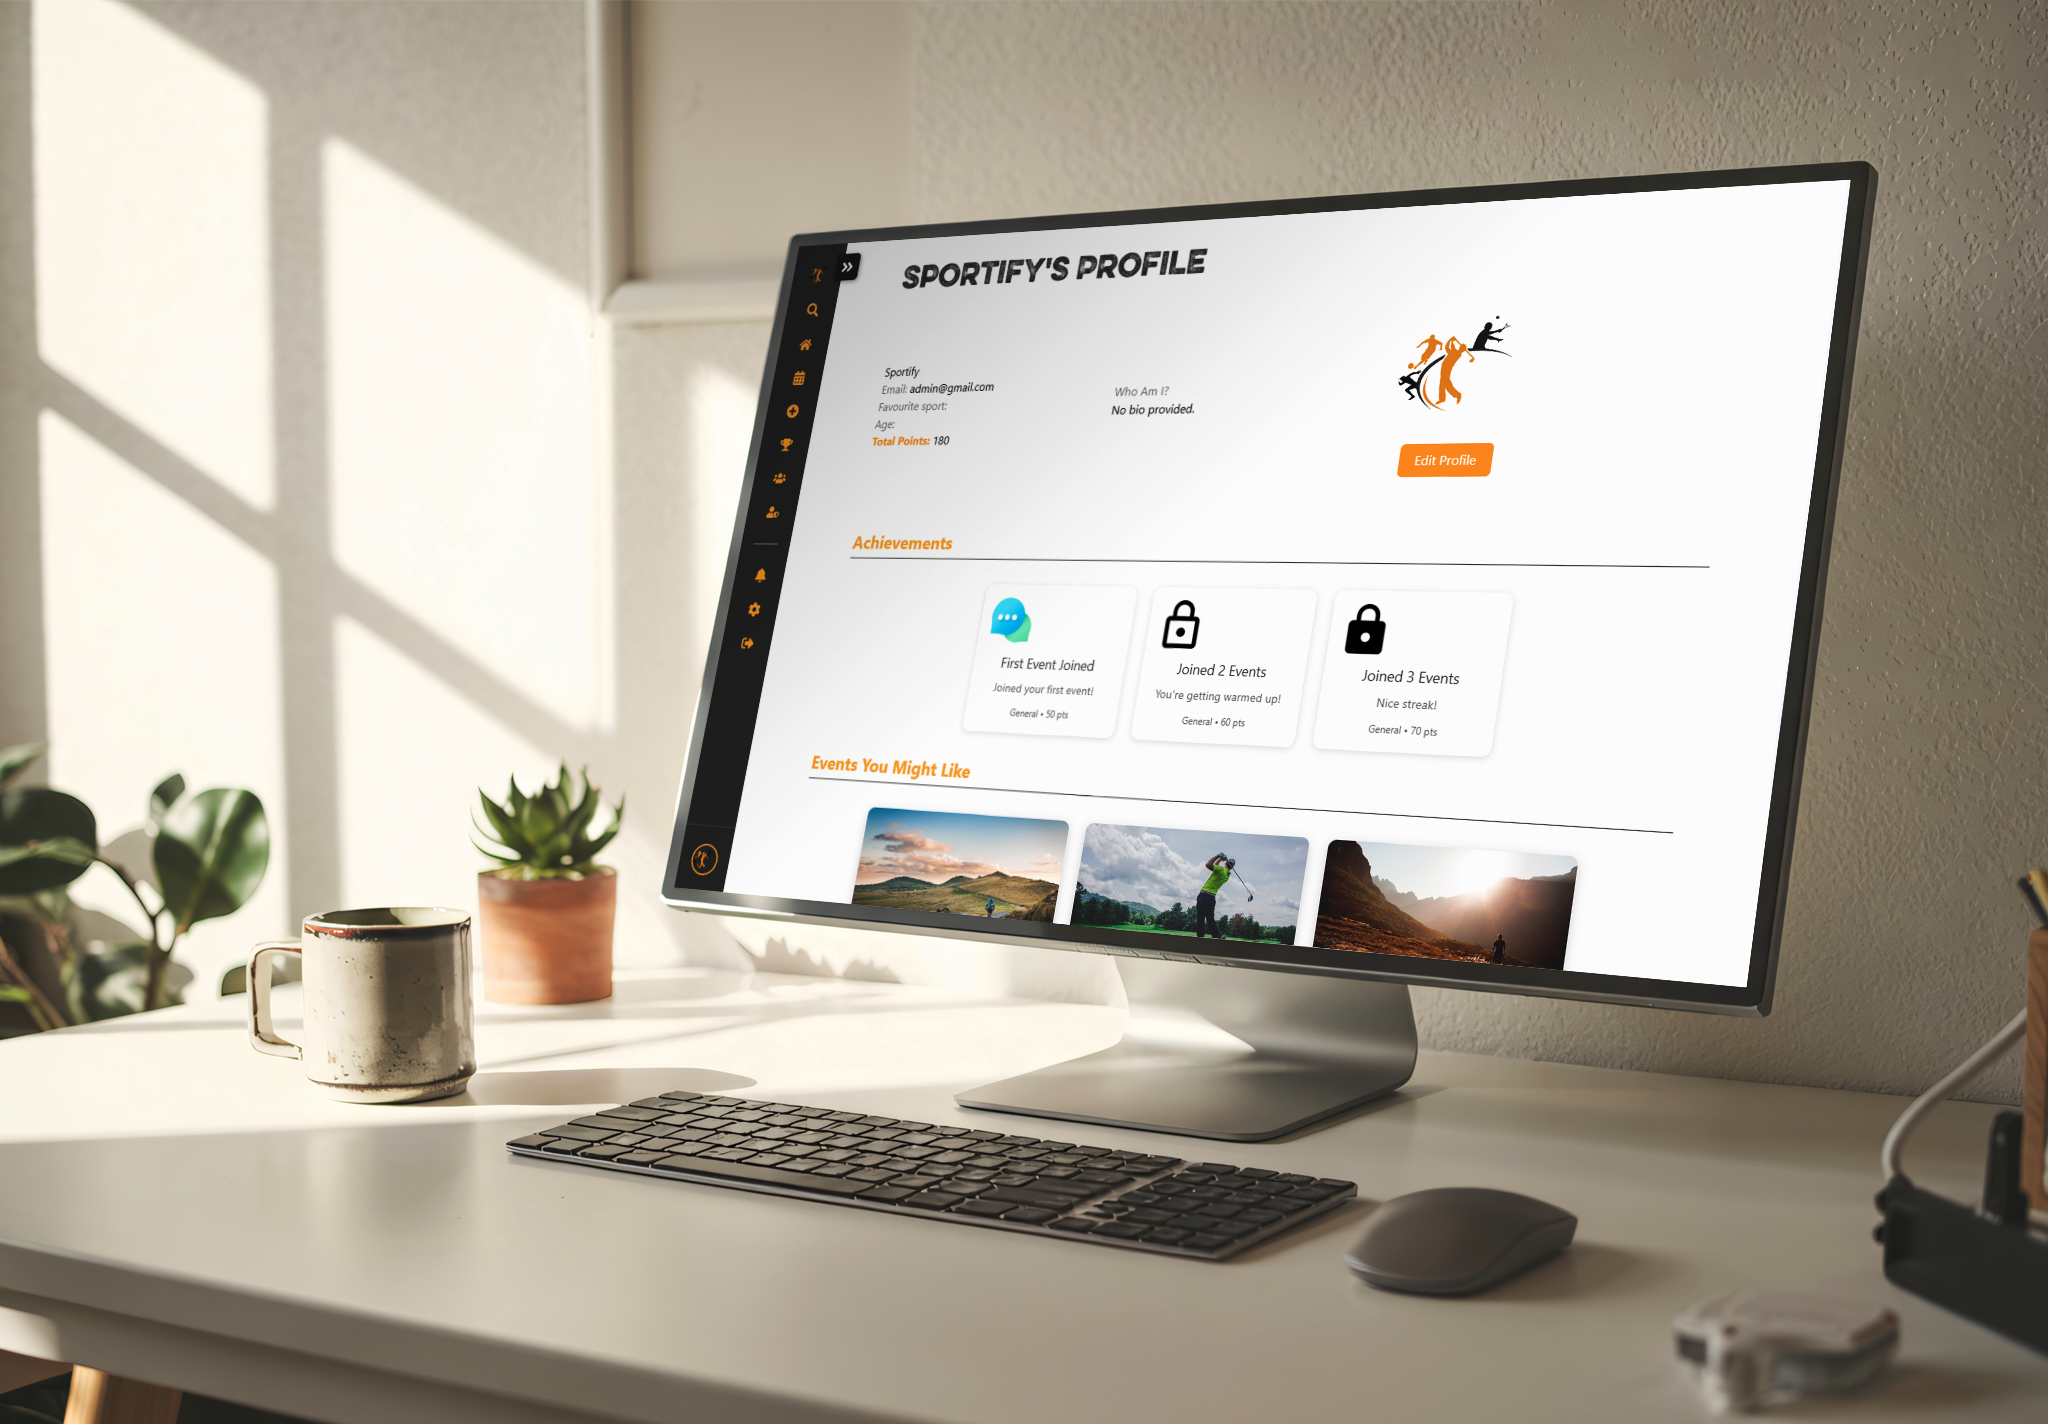 SPORTIFY'S PROFILE
Sportify
Email: admin@gmail.com
Favourite sport:
Age:
Total Points: 180
Who Am I?
No bio provided.
Edit Profile
Achievements
First Event Joined
Joined your first event!
General • 50 pts
Joined 2 Events
You're getting warmed up!
General • 60 pts
Joined 3 Events
Nice streak!
General • 70 pts
Events You Might Like